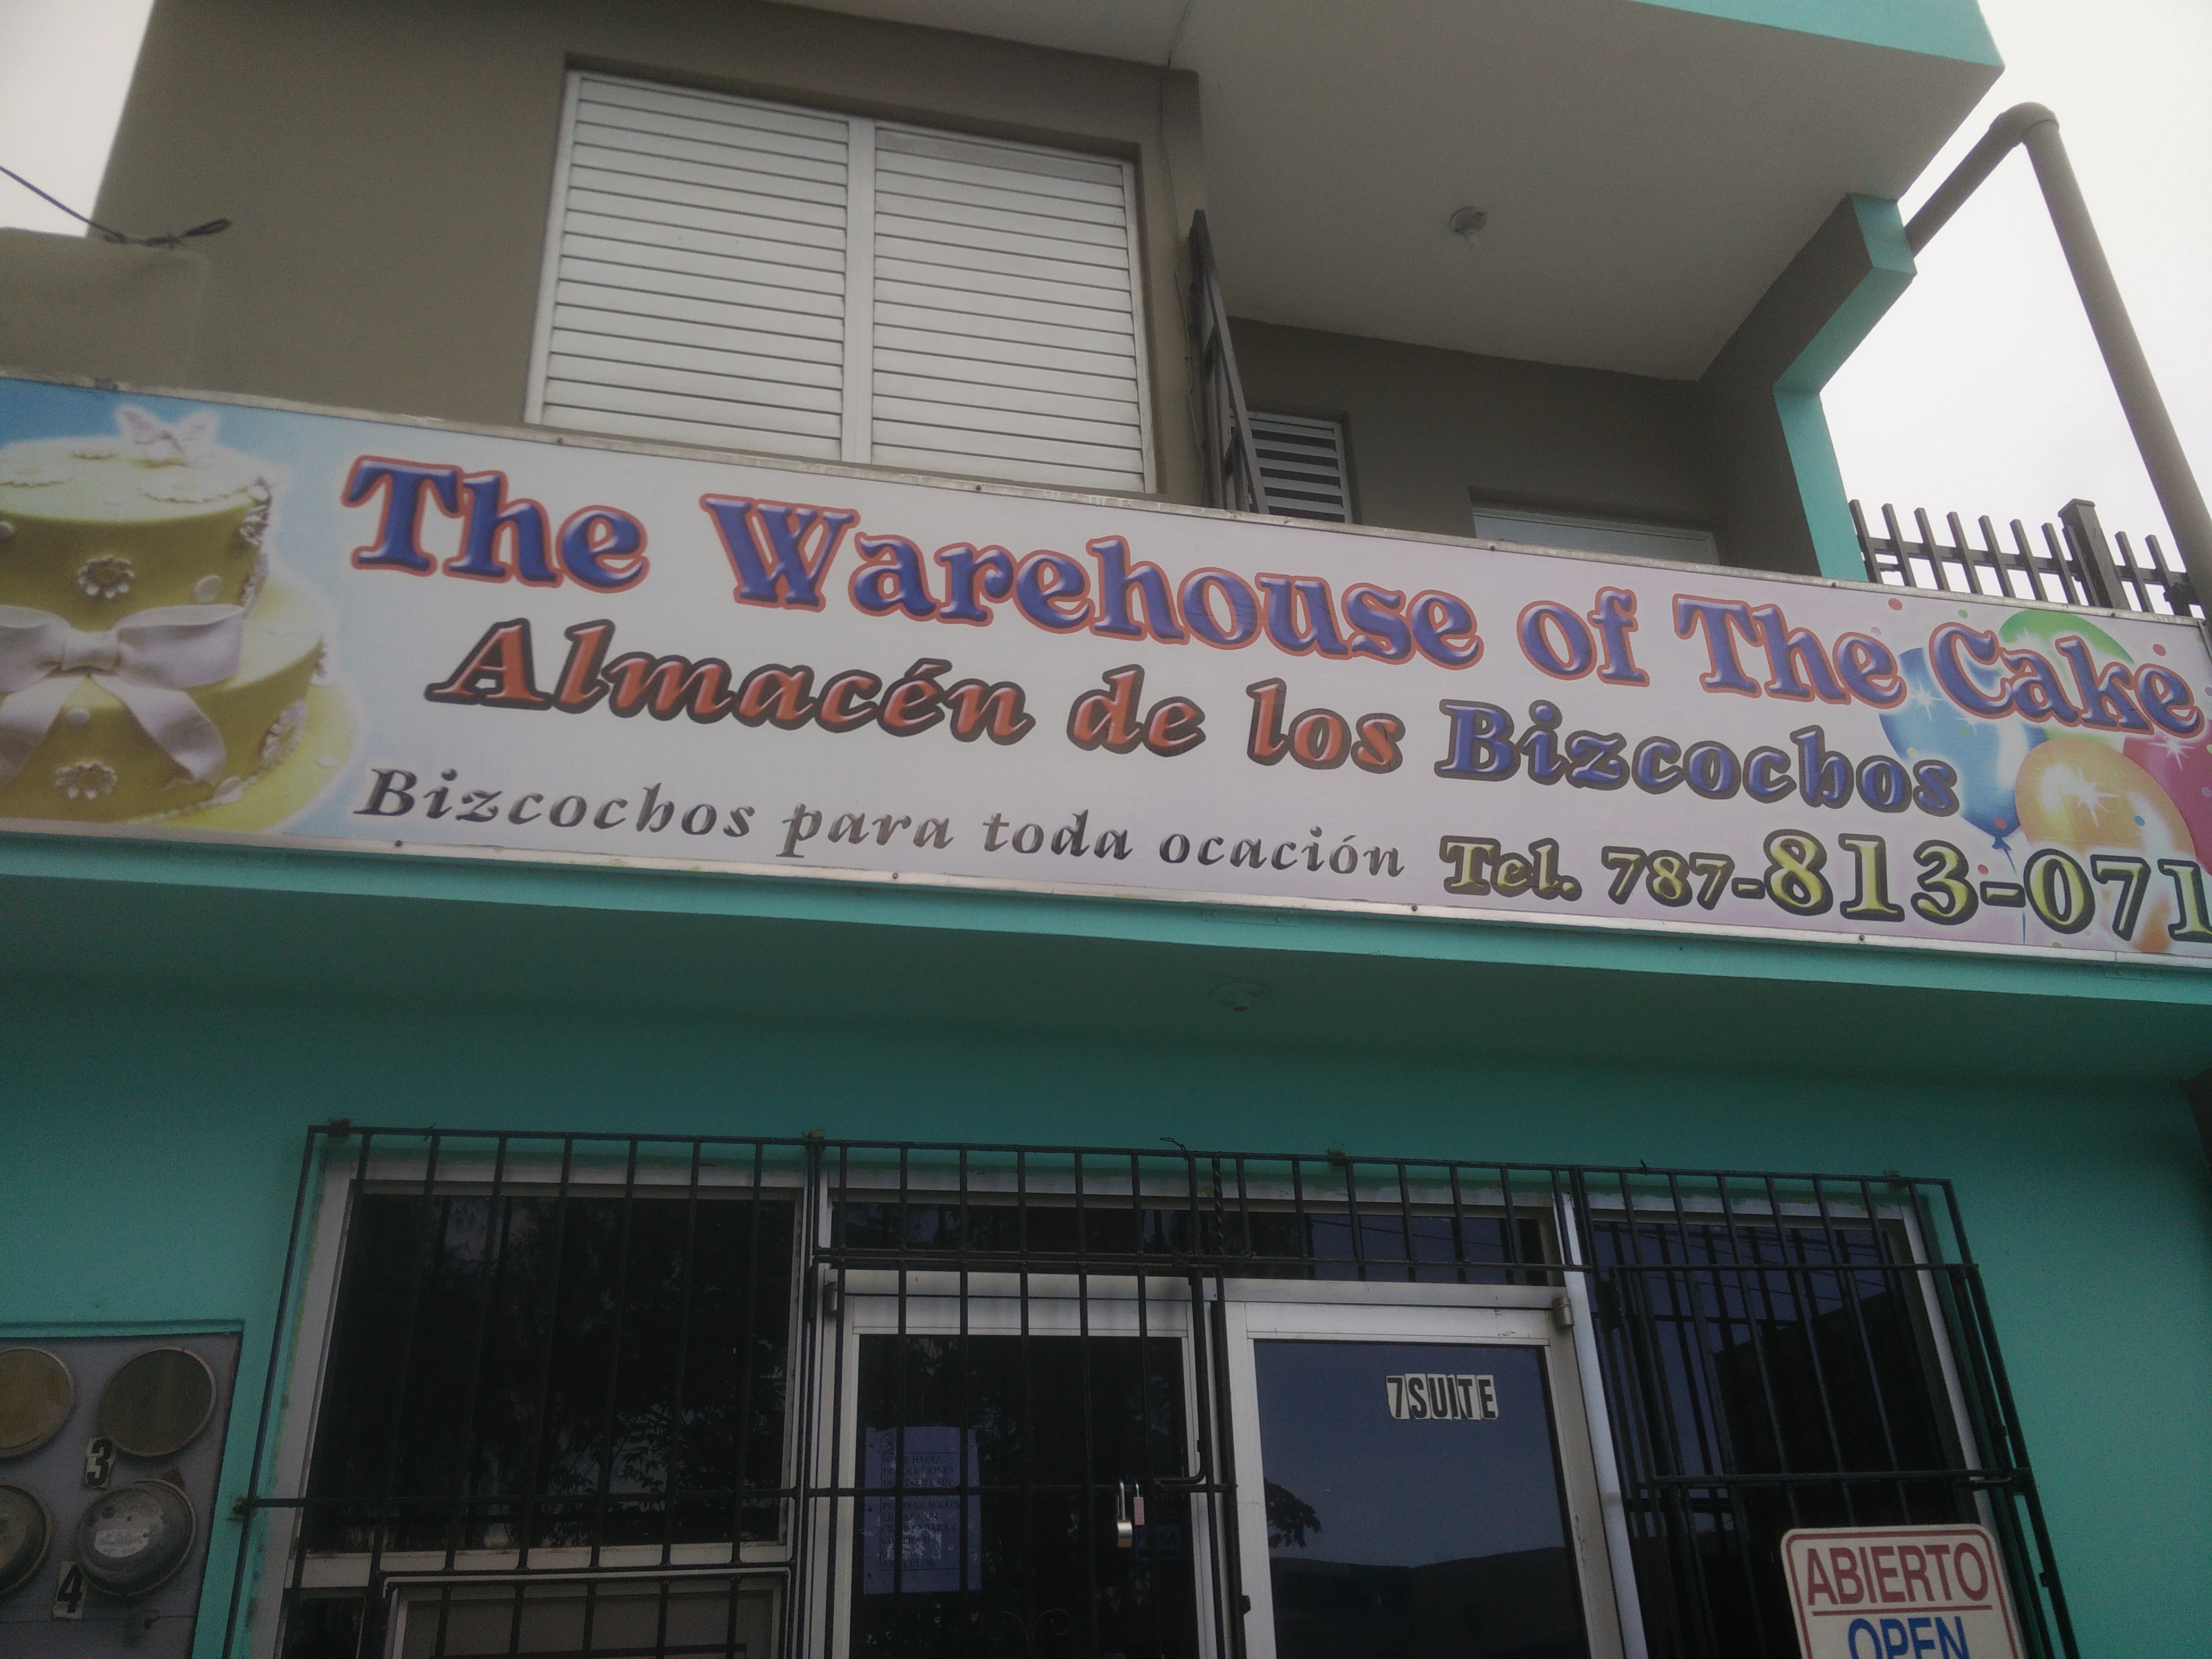 The Warehouse of The Cake
Almacén de los Bizcochos
Bizcochos para toda ocación
Tel. 787-813-071
7SUITE
3
4
ABIERTO
OPEN